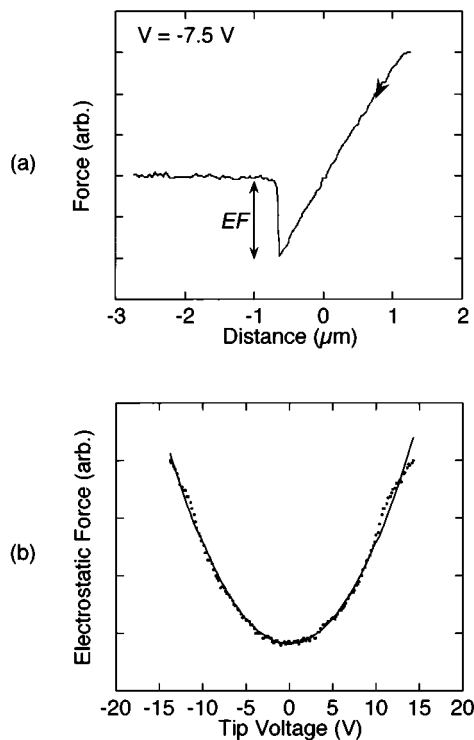 (a)
V = -7.5 V
Force (arb.)
EF
-3 -2 -1 0 1 2
Distance (µm)
(b)
Electrostatic Force (arb.)
-20 -15 -10 -5 0 5 10 15 20
Tip Voltage (V)